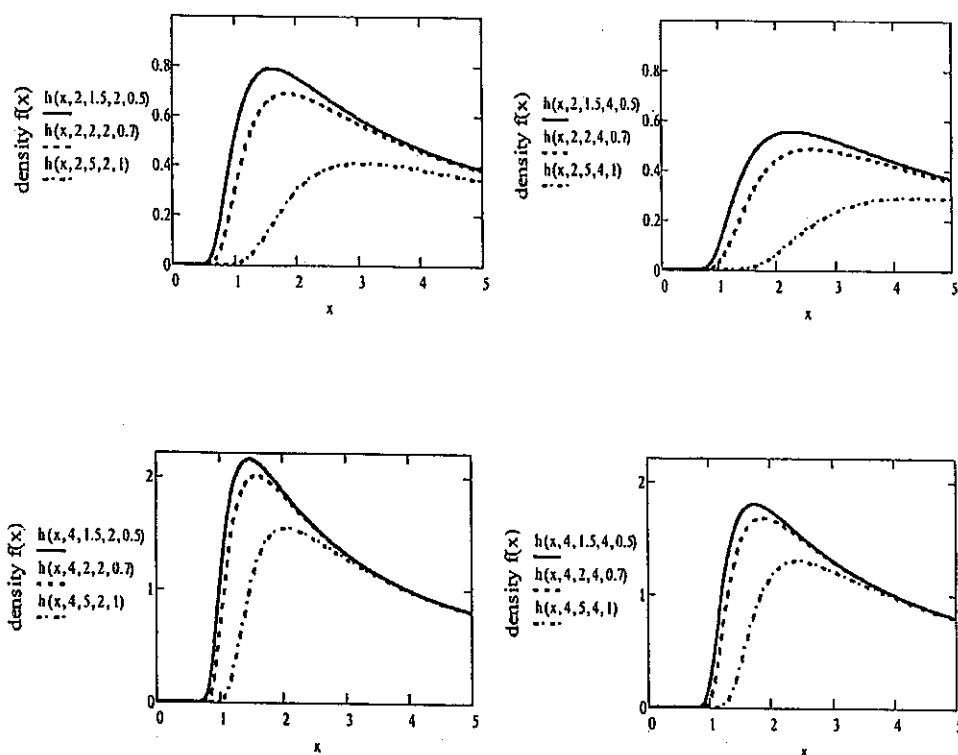 density f(x)
h(x,2,1.5,2,0.5)
h(x,2,2,2,0.7)
h(x,2,5,2,1)
0.8
0.6
0.4
0.2
0
0 1 2 3 4 5
x
density f(x)
h(x,2,1.5,4,0.5)
h(x,2,2,4,0.7)
h(x,2,5,4,1)
0.8
0.6
0.4
0.2
0
0 1 2 3 4 5
x
density f(x)
h(x,4,1.5,2,0.5)
h(x,4,2,2,0.7)
h(x,4,5,2,1)
2
1
0
0 1 2 3 4 5
x
density f(x)
h(x,4,1.5,4,0.5)
h(x,4,2,4,0.7)
h(x,4,5,4,1)
2
1
0
0 1 2 3 4 5
x